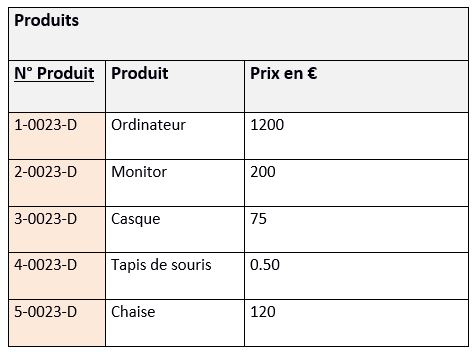 Produits
N° Produit Produit Prix en €
1-0023-D Ordinateur 1200
2-0023-D Monitor 200
3-0023-D Casque 75
4-0023-D Tapis de souris 0.50
5-0023-D Chaise 120